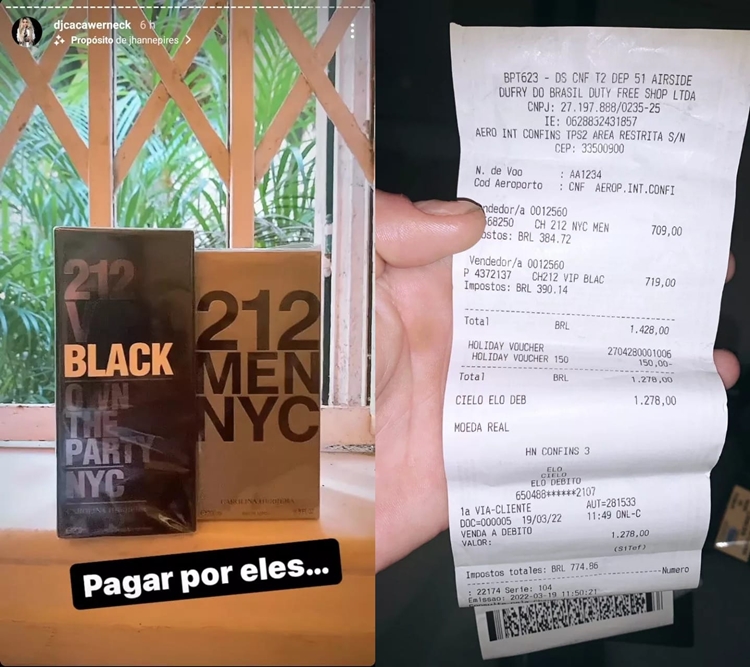 djcacawerneck 6 h
Propósito de jhannepires >
212
BLACK
OWN
THE
PARTY
NYC
212
MEN
NYC
CAROLINA HERRERA
Pagar por eles...
BPT623 - DS CNF T2 DEP 51 AIRSIDE
DUFRY DO BRASIL DUTY FREE SHOP LTDA
CNPJ: 27.197.888/0235-25
IE: 0628832431857
AERO INT CONFINS TPS2 AREA RESTRITA S/N
CEP: 33500900
N. de Voo : AA1234
Cod Aeroporto : CNF AEROP.INT.CONFI
ndedor/a 0012560
568250 CH 212 NYC MEN 709,00
ostos: BRL 384.72
Vendedor/a 0012560
P 4372137 CH212 VIP BLAC 719,00
Impostos: BRL 390.14
Total BRL 1.428,00
HOLIDAY VOUCHER 2704280001006
HOLIDAY VOUCHER 150 150,00-
Total BRL 1.278,00
CIELO ELO DEB 1.278,00
MOEDA REAL
HN CONFINS 3
ELO
CIELO
ELO DEBITO
650488******2107
1a VIA-CLIENTE AUT=281533
DOC=000005 19/03/22 11:49 ONL-C
VENDA A DEBITO
VALOR: 1.278,00
(SiTef)
Impostos totales: BRL 774.86
Numero
: 22174 Serie: 104
Emissao: 2022-03-19 11:50:21